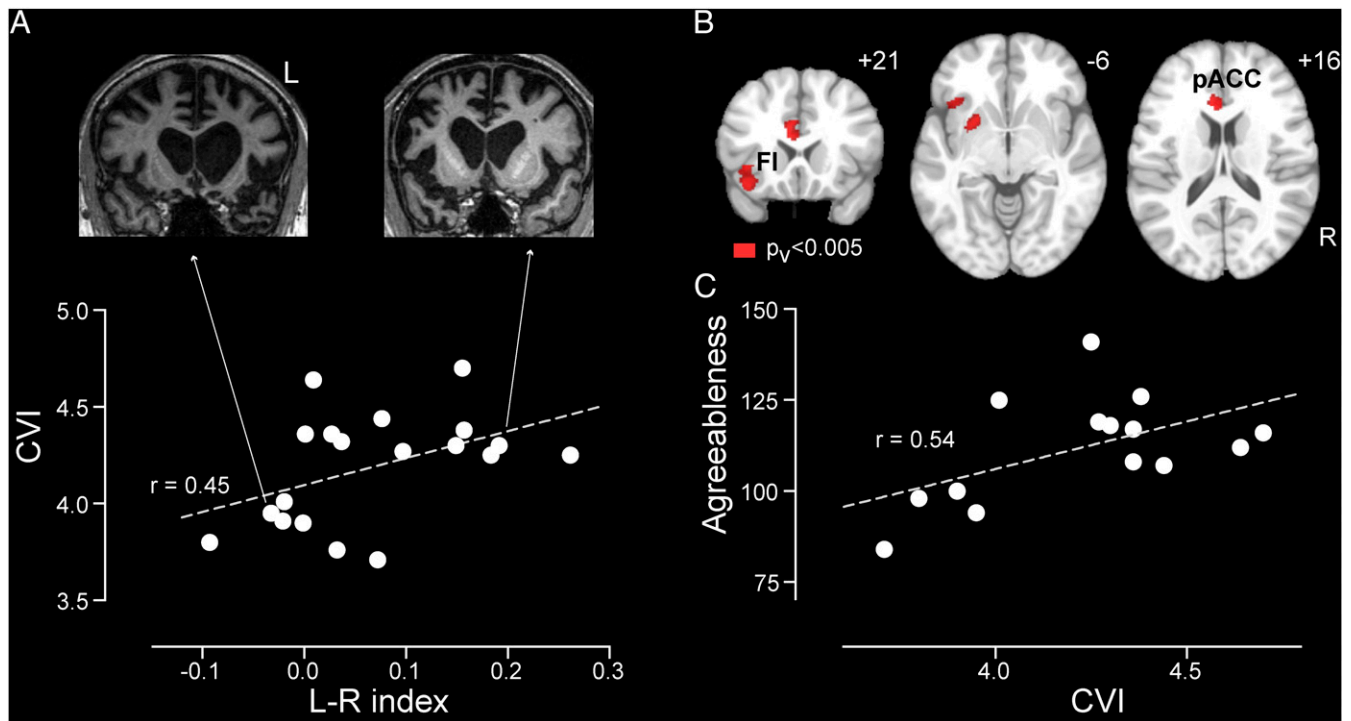 A
L
5.0
4.5
4.0
3.5
CVI
r = 0.45
-0.1 0.0 0.1 0.2 0.3
L-R index
B
+21 -6 +16
pACC
FI
R
pv<0.005
C
150
125
100
75
Agreeableness
r = 0.54
4.0 4.5
CVI